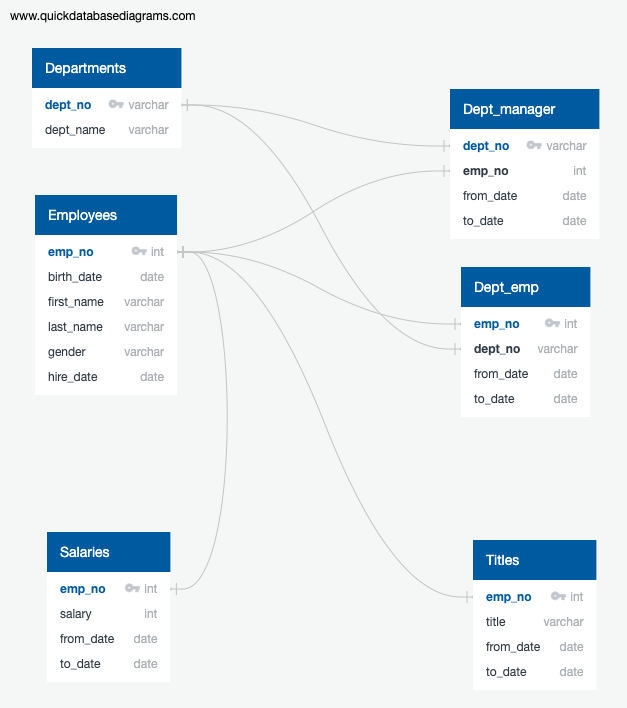 www.quickdatabasediagrams.com
Departments
dept_no varchar
dept_name varchar
Employees
emp_no int
birth_date date
first_name varchar
last_name varchar
gender varchar
hire_date date
Salaries
emp_no int
salary int
from_date date
to_date date
Dept_manager
dept_no varchar
emp_no int
from_date date
to_date date
Dept_emp
emp_no int
dept_no varchar
from_date date
to_date date
Titles
emp_no int
title varchar
from_date date
to_date date